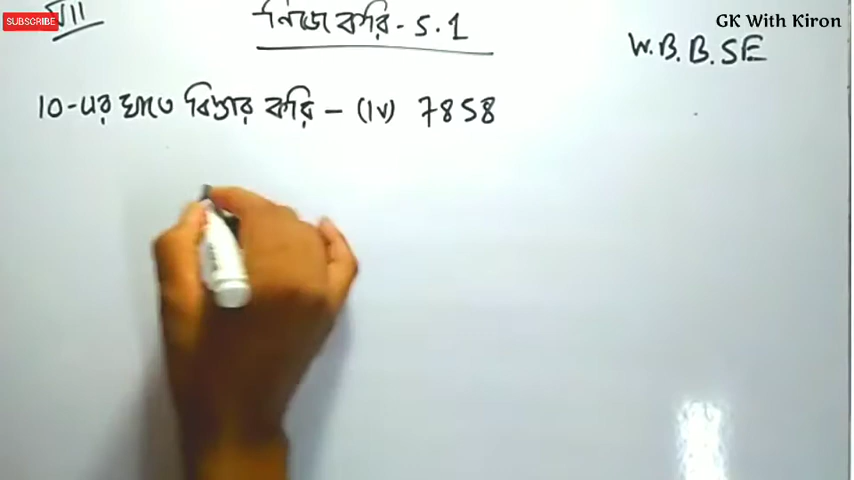 SUBSCRIBE
VII
নিজে করি - 5.1
GK With Kiron
W.B.B.SE
10-এর ঘাতে বিস্তার করি - (iv) 7858